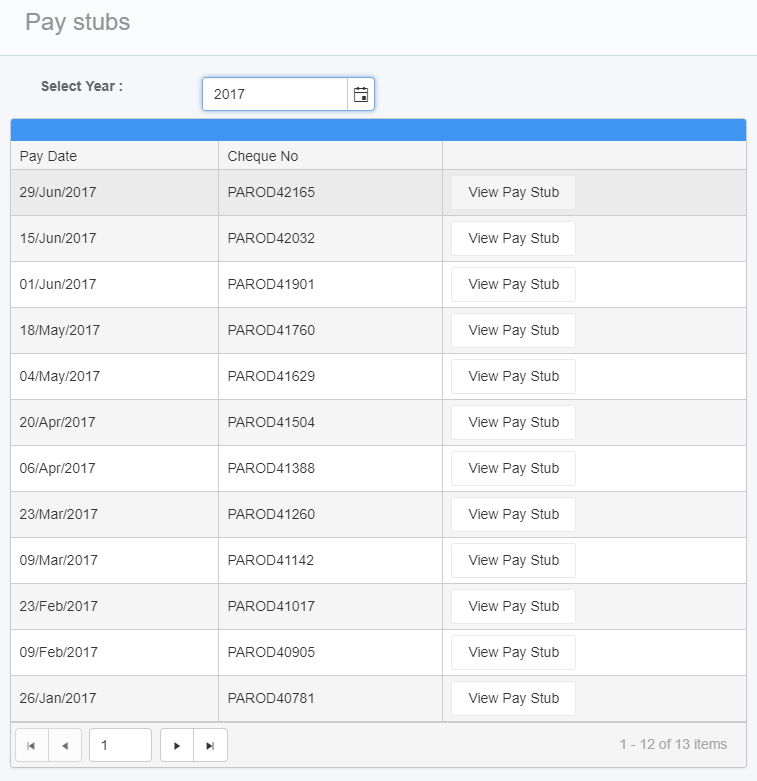 Pay stubs
Select Year :
2017
Pay Date Cheque No
29/Jun/2017 PAROD42165 View Pay Stub
15/Jun/2017 PAROD42032 View Pay Stub
01/Jun/2017 PAROD41901 View Pay Stub
18/May/2017 PAROD41760 View Pay Stub
04/May/2017 PAROD41629 View Pay Stub
20/Apr/2017 PAROD41504 View Pay Stub
06/Apr/2017 PAROD41388 View Pay Stub
23/Mar/2017 PAROD41260 View Pay Stub
09/Mar/2017 PAROD41142 View Pay Stub
23/Feb/2017 PAROD41017 View Pay Stub
09/Feb/2017 PAROD40905 View Pay Stub
26/Jan/2017 PAROD40781 View Pay Stub
1 1 - 12 of 13 items